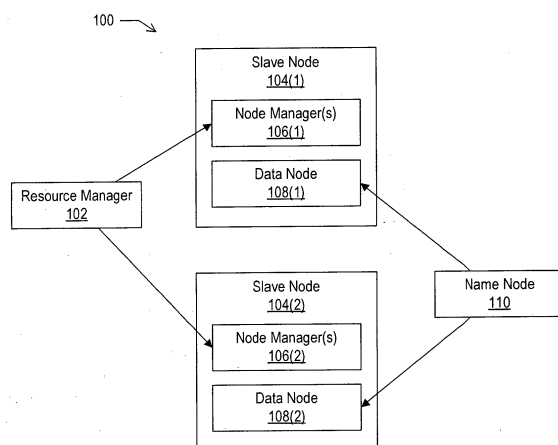 100
Slave Node
104(1)
Node Manager(s)
106(1)
Data Node
108(1)
Resource Manager
102
Slave Node
104(2)
Node Manager(s)
106(2)
Data Node
108(2)
Name Node
110